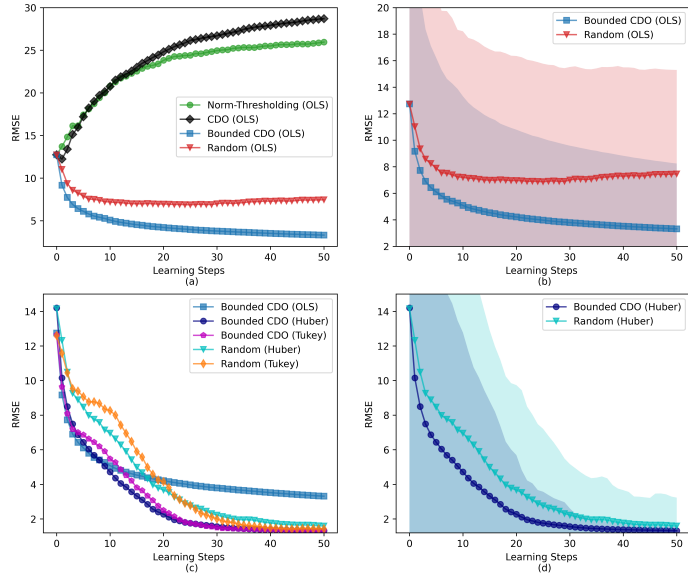 30
25
20
15
10
5
RMSE
Norm-Thresholding (OLS)
CDO (OLS)
Bounded CDO (OLS)
Random (OLS)
0 10 20 30 40 50
Learning Steps
(a)
20
18
16
14
12
10
8
6
4
2
RMSE
Bounded CDO (OLS)
Random (OLS)
0 10 20 30 40 50
Learning Steps
(b)
14
12
10
8
6
4
2
RMSE
Bounded CDO (OLS)
Bounded CDO (Huber)
Bounded CDO (Tukey)
Random (Huber)
Random (Tukey)
0 10 20 30 40 50
Learning Steps
(c)
14
12
10
8
6
4
2
RMSE
Bounded CDO (Huber)
Random (Huber)
0 10 20 30 40 50
Learning Steps
(d)